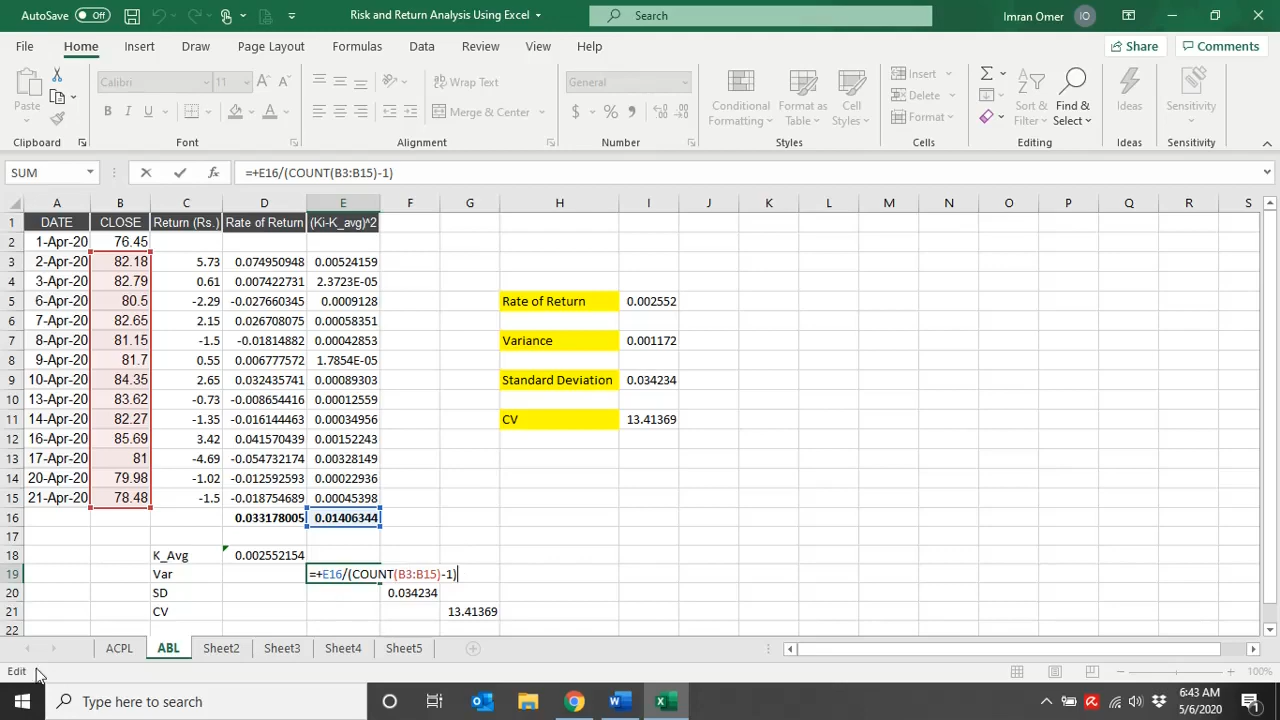 AutoSave Off Risk and Return Analysis Using Excel Search Imran Omer IO
File Home Insert Draw Page Layout Formulas Data Review View Help Share Comments
Paste Calibri 11 A A Wrap Text General Conditional Formatting Format as Table Cell Styles Insert Delete Format Sort & Filter Find & Select Ideas Sensitivity
B I U A Merge & Center $ %
Clipboard Font Alignment Number Styles Cells Editing Ideas Sensitivity
SUM fx =+E16/(COUNT(B3:B15)-1)
A B C D E F G H I J K L M N O P Q R S
1 DATE CLOSE Return (Rs.) Rate of Return (Ki-K_avg)^2
2 1-Apr-20 76.45
3 2-Apr-20 82.18 5.73 0.074950948 0.00524159
4 3-Apr-20 82.79 0.61 0.007422731 2.3723E-05
5 6-Apr-20 80.5 -2.29 -0.027660345 0.0009128 Rate of Return 0.002552
6 7-Apr-20 82.65 2.15 0.026708075 0.00058351
7 8-Apr-20 81.15 -1.5 -0.01814882 0.00042853 Variance 0.001172
8 9-Apr-20 81.7 0.55 0.006777572 1.7854E-05
9 10-Apr-20 84.35 2.65 0.032435741 0.00089303 Standard Deviation 0.034234
10 13-Apr-20 83.62 -0.73 -0.008654416 0.00012559
11 14-Apr-20 82.27 -1.35 -0.016144463 0.00034956 CV 13.41369
12 16-Apr-20 85.69 3.42 0.041570439 0.00152243
13 17-Apr-20 81 -4.69 -0.054732174 0.00328149
14 20-Apr-20 79.98 -1.02 -0.012592593 0.00022936
15 21-Apr-20 78.48 -1.5 -0.018754689 0.00045398
16 0.033178005 0.01406344
17
18 K_Avg 0.002552154
19 Var =+E16/(COUNT(B3:B15)-1)
20 SD 0.034234
21 CV 13.41369
22
ACPL ABL Sheet2 Sheet3 Sheet4 Sheet5
Edit 100%
Type here to search 6:43 AM
5/6/2020 1